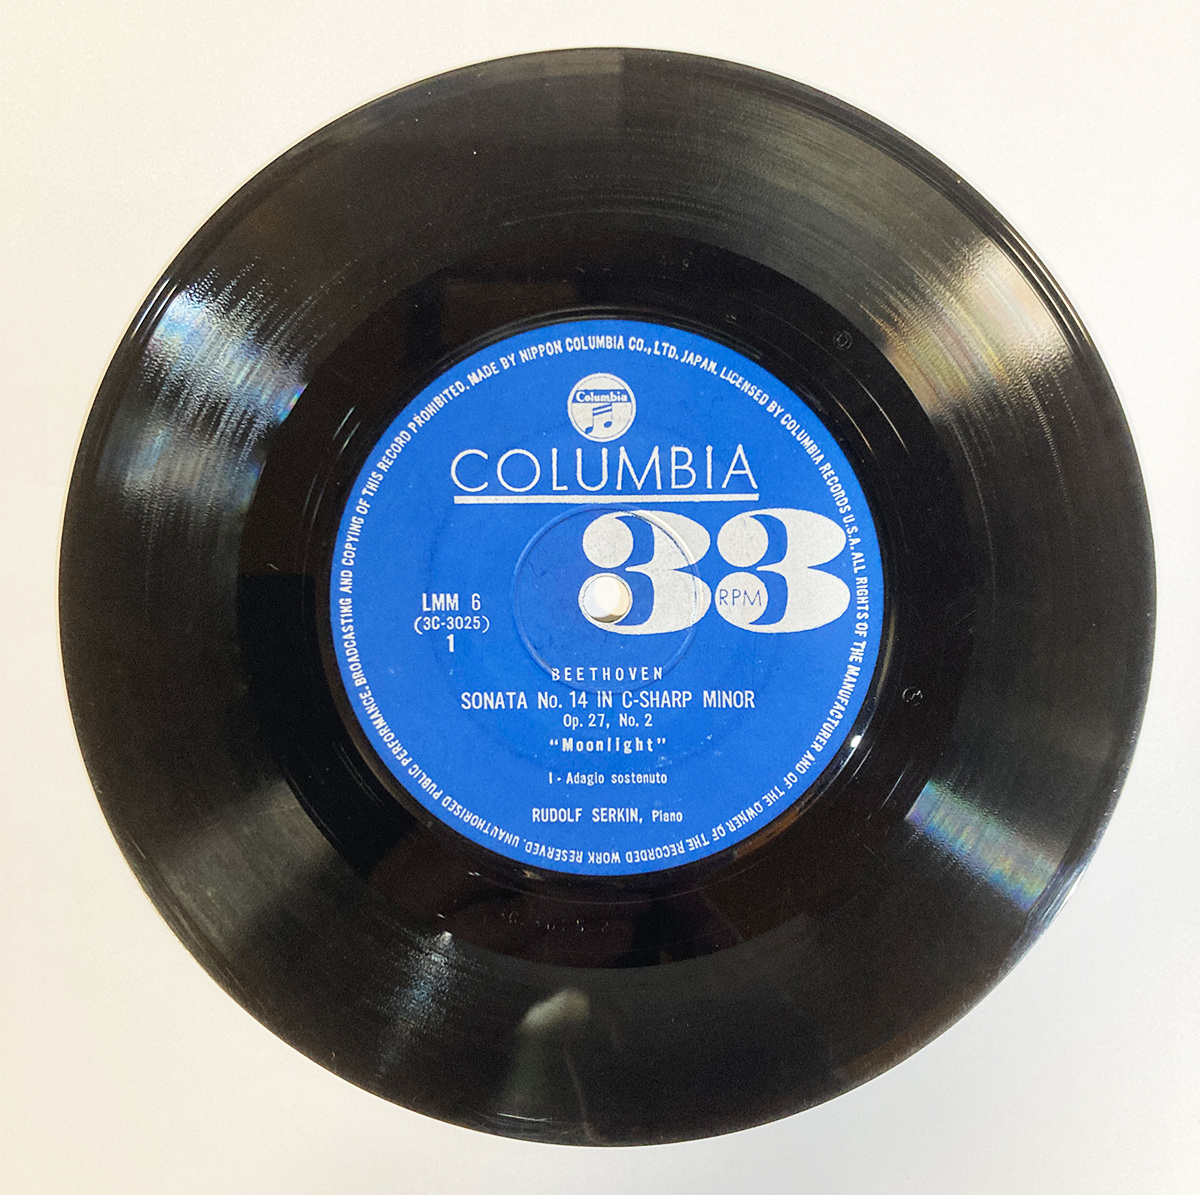 MADE BY NIPPON COLUMBIA CO., LTD. JAPAN. LICENSED BY COLUMBIA RECORDS U.S.A. ALL RIGHTS OF THE MANUFACTURER AND OF THE OWNER OF THE RECORDED WORK RESERVED. UNAUTHORISED PUBLIC PERFORMANCE. BROADCASTING AND COPYING OF THIS RECORD PROHIBITED.
Columbia
COLUMBIA
33
RPM
LMM 6
(3C-3025)
1
BEETHOVEN
SONATA No. 14 IN C-SHARP MINOR
Op. 27, No. 2
"Moonlight"
I - Adagio sostenuto
RUDOLF SERKIN, Piano